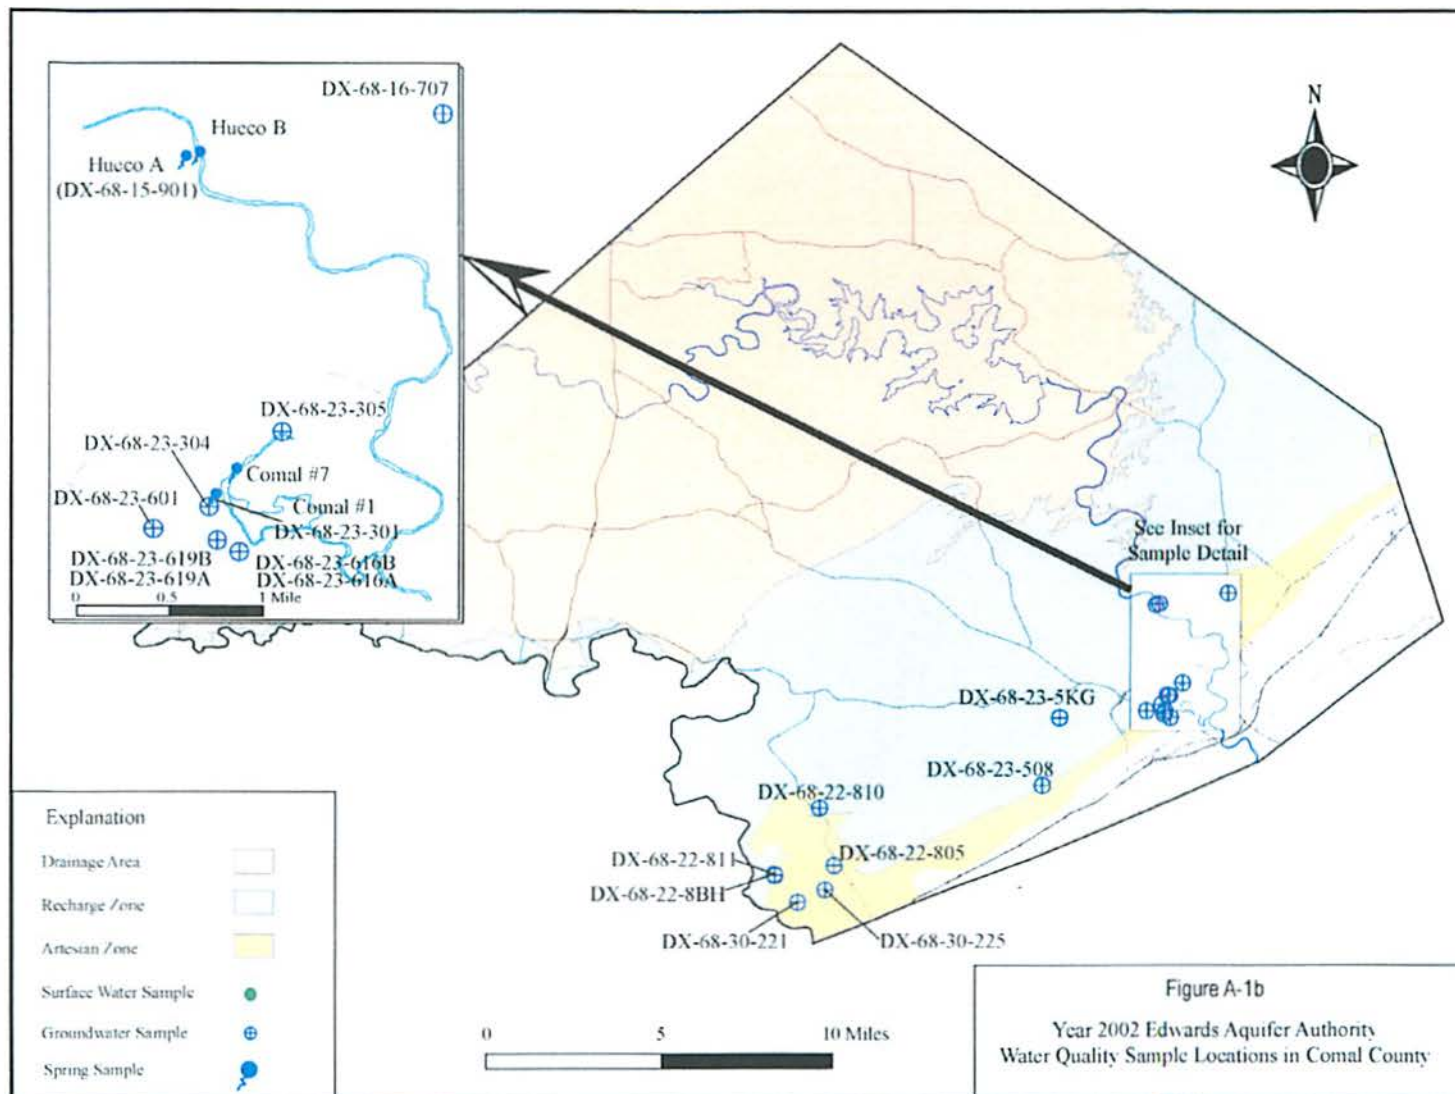 DX-68-16-707
Hueco B
Hueco A
(DX-68-15-901)
DX-68-23-305
DX-68-23-304
Comal #7
DX-68-23-601
Comal #1
DX-68-23-301
DX-68-23-619B
DX-68-23-619A
DX-68-23-616B
DX-68-23-616A
0 0.5 1 Mile
N
See Inset for
Sample Detail
DX-68-23-5KG
DX-68-23-508
DX-68-22-810
DX-68-22-811
DX-68-22-805
DX-68-22-8BH
DX-68-30-221
DX-68-30-225
Explanation
Drainage Area
Recharge Zone
Artesian Zone
Surface Water Sample
Groundwater Sample
Spring Sample
0 5 10 Miles
Figure A-1b
Year 2002 Edwards Aquifer Authority
Water Quality Sample Locations in Comal County